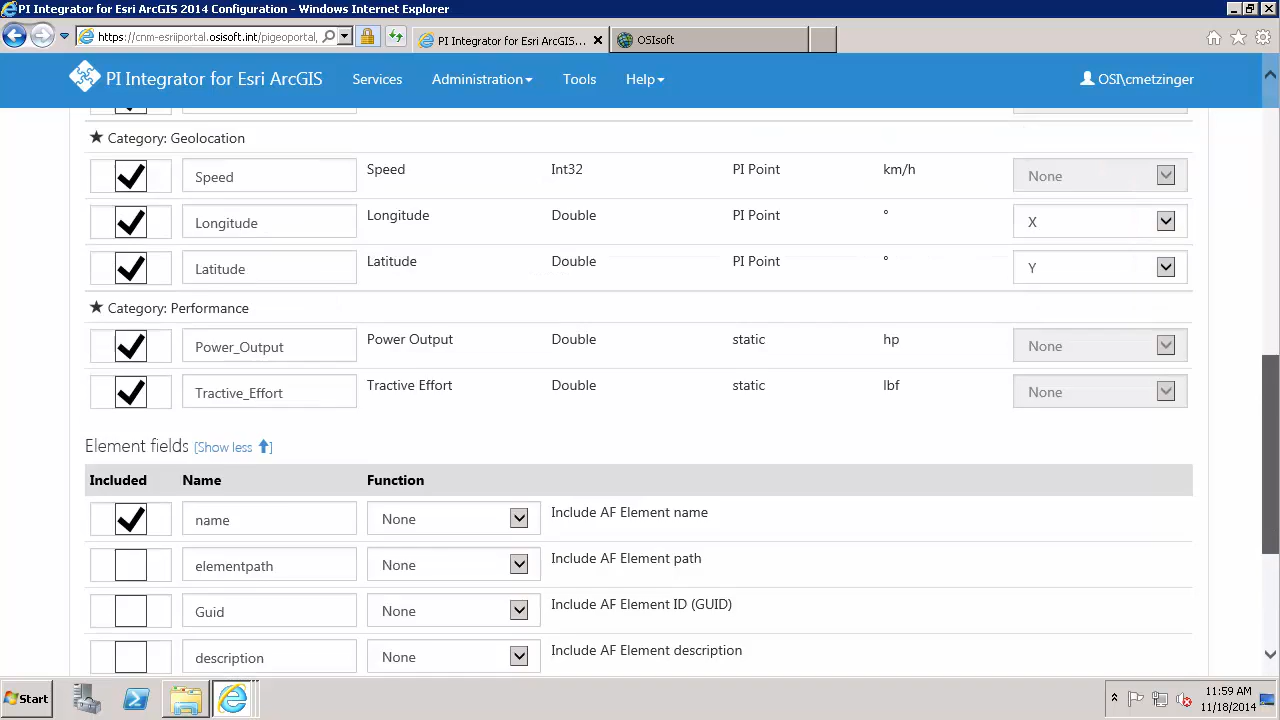 PI Integrator for Esri ArcGIS 2014 Configuration - Windows Internet Explorer
https://cnm-esriiportal.osisoft.int/pigeoportal,
PI Integrator for Esri ArcGIS...
OSIsoft
PI Integrator for Esri ArcGIS
Services
Administration
Tools
Help
OSI\cmetzinger
Category: Geolocation
Speed Speed Int32 PI Point km/h None
Longitude Longitude Double PI Point ° X
Latitude Latitude Double PI Point ° Y
Category: Performance
Power_Output Power Output Double static hp None
Tractive_Effort Tractive Effort Double static lbf None
Element fields [Show less ]
Included Name Function
name None Include AF Element name
elementpath None Include AF Element path
Guid None Include AF Element ID (GUID)
description None Include AF Element description
Start
11:59 AM
11/18/2014